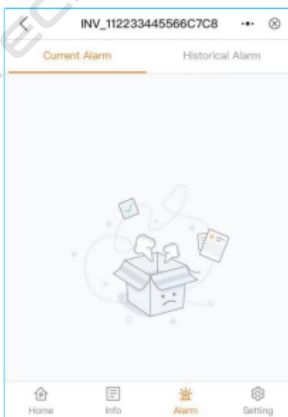 INV_112233445566C7C8
Current Alarm
Historical Alarm
Home
Info
Alarm
Setting